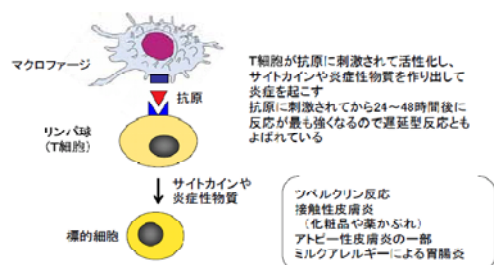 マクロファージ
抗原
リンパ球
(T細胞)
サイトカインや
炎症性物質
標的細胞
T細胞が抗原に刺激されて活性化し、
サイトカインや炎症性物質を作り出して
炎症を起こす
抗原に刺激されてから24～48時間後に
反応が最も強くなるので遅延型反応とも
よばれている
ツベルクリン反応
接触性皮膚炎
(化粧品や薬かぶれ)
アトピー性皮膚炎の一部
ミルクアレルギーによる胃腸炎